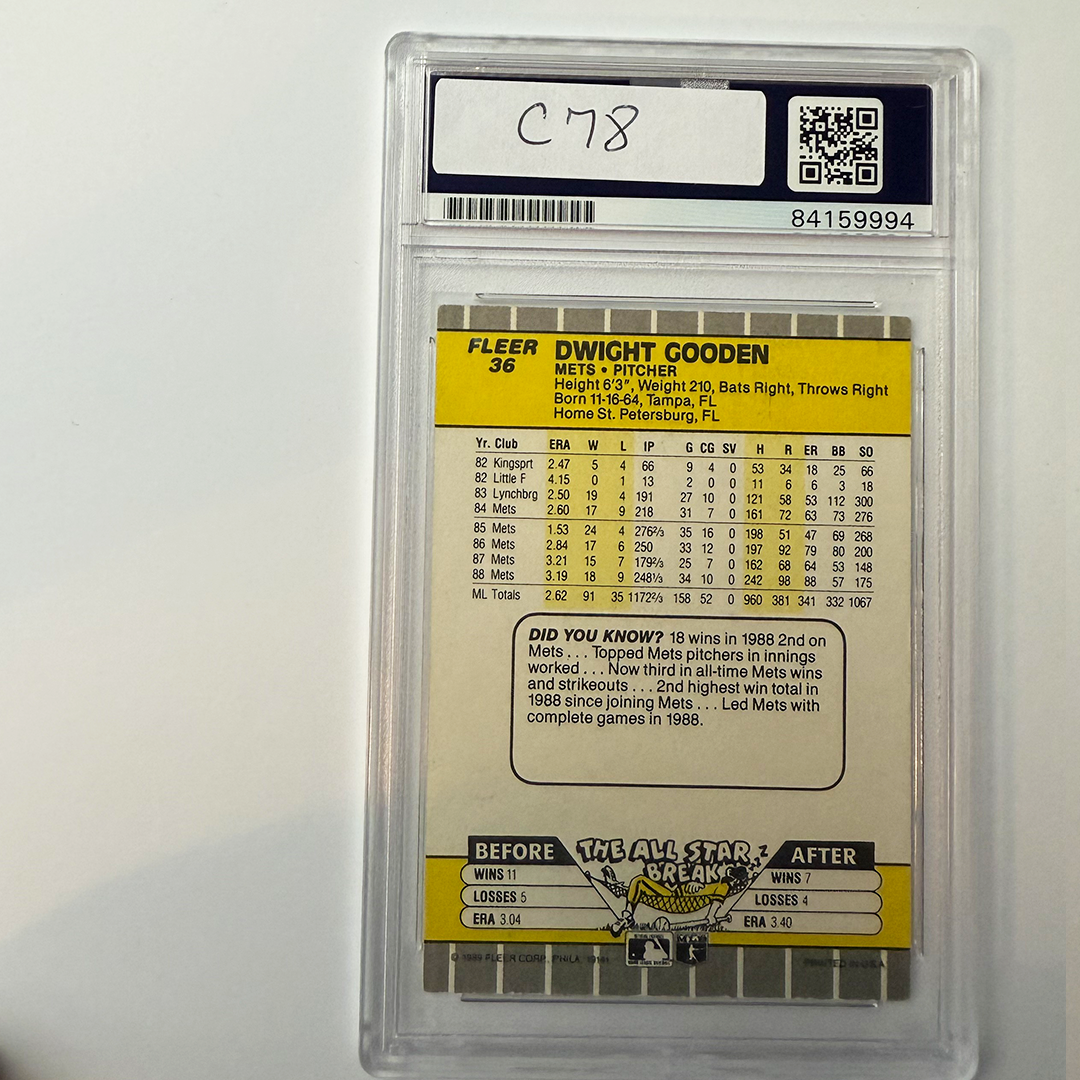 C78
84159994
FLEER
36
DWIGHT GOODEN
METS • PITCHER
Height 6'3", Weight 210, Bats Right, Throws Right
Born 11-16-64, Tampa, FL
Home St. Petersburg, FL
Yr. Club ERA W L IP G CG SV H R ER BB SO
82 Kingsprt 2.47 5 4 66 9 4 0 53 34 18 25 66
82 Little F 4.15 0 1 13 2 0 0 11 6 6 3 18
83 Lynchbrg 2.50 19 4 191 27 10 0 121 58 53 112 300
84 Mets 2.60 17 9 218 31 7 0 161 72 63 73 276
85 Mets 1.53 24 4 276⅔ 35 16 0 198 51 47 69 268
86 Mets 2.84 17 6 250 33 12 0 197 92 79 80 200
87 Mets 3.21 15 7 179⅔ 25 7 0 162 68 64 53 148
88 Mets 3.19 18 9 248⅓ 34 10 0 242 98 88 57 175
ML Totals 2.62 91 35 1172⅔ 158 52 0 960 381 341 332 1067
DID YOU KNOW? 18 wins in 1988 2nd on
Mets . . . Topped Mets pitchers in innings
worked . . . Now third in all-time Mets wins
and strikeouts . . . 2nd highest win total in
1988 since joining Mets . . . Led Mets with
complete games in 1988.
THE ALL STAR
BREAK
BEFORE
WINS 11
LOSSES 5
ERA 3.04
AFTER
WINS 7
LOSSES 4
ERA 3.40
© 1989 FLEER CORP., PHILA. 19141
PRINTED IN U.S.A.